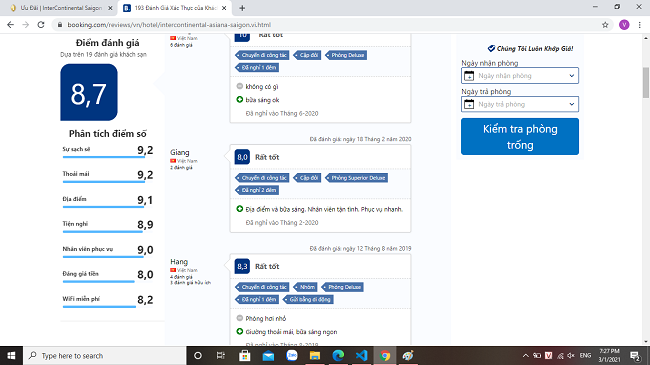 Ưu Đãi | InterContinental Saigon
193 Đánh Giá Xác Thực của Khá
booking.com/reviews/vn/hotel/intercontinental-asiana-saigon.vi.html
V
Điểm đánh giá
Dựa trên 19 đánh giá khách sạn
8,7
Phân tích điểm số
Sự sạch sẽ 9,2
Thoải mái 9,2
Địa điểm 9,1
Tiện nghi 8,9
Nhân viên phục vụ 9,0
Đáng giá tiền 8,0
WiFi miễn phí 8,2
Việt Nam
6 đánh giá
10 Rất tốt
Chuyến đi công tác Cặp đôi Phòng Deluxe
Đã nghỉ 1 đêm
không có gì
bữa sáng ok
Đã nghỉ vào Tháng 6-2020
Đã đánh giá: ngày 18 Tháng 2 năm 2020
Giang
Việt Nam
2 đánh giá
8,0 Rất tốt
Chuyến đi công tác Cặp đôi Phòng Superior Deluxe
Đã nghỉ 2 đêm
Địa điểm và bữa sáng. Nhân viên tận tình. Phục vụ nhanh.
Đã nghỉ vào Tháng 2-2020
Đã đánh giá: ngày 12 Tháng 8 năm 2019
Hạng
Việt Nam
4 đánh giá
3 đánh giá hữu ích
8,3 Rất tốt
Chuyến đi công tác Nhóm Phòng Deluxe
Đã nghỉ 1 đêm Gửi bằng di động
Phòng hơi nhỏ
Giường thoải mái, bữa sáng ngon
Đã nghỉ vào Tháng 8-2019
Chúng Tôi Luôn Khớp Giá!
Ngày nhận phòng
Ngày nhận phòng
Ngày trả phòng
Ngày trả phòng
Kiểm tra phòng
trống
Type here to search
ENG
7:27 PM
3/1/2021
2